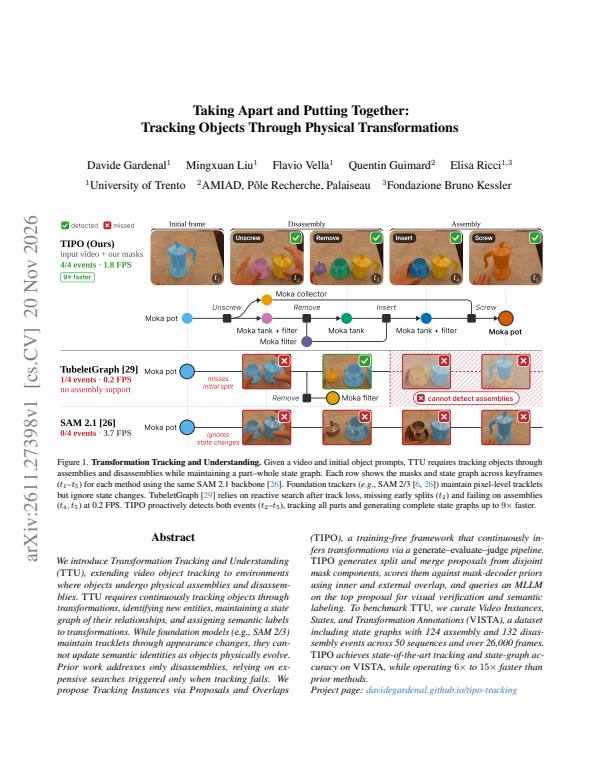 Taking Apart and Putting Together:
Tracking Objects Through Physical Transformations
Davide Gardenal¹ Mingxuan Liu¹ Flavio Vella¹ Quentin Guimard² Elisa Ricci¹,³
¹University of Trento ²AMIAD, Pôle Recherche, Palaiseau ³Fondazione Bruno Kessler
arXiv:2611.27398v1 [cs.CV] 20 Nov 2026
detected missed
Initial frame Disassembly Assembly
TIPO (Ours)
input video + our masks
4/4 events · 1.8 FPS
9× faster
Unscrew Remove Insert Screw
t₁ t₂ t₃ t₄ t₅
Moka collector
Unscrew Remove Insert Screw
Moka pot
Moka tank + filter Moka tank Moka tank + filter Moka pot
Moka filter
TubeletGraph [29]
1/4 events · 0.2 FPS
no assembly support
Moka pot
misses
initial split
Remove Moka filter
cannot detect assemblies
SAM 2.1 [26]
0/4 events · 3.7 FPS
Moka pot
ignores
state changes
Figure 1. Transformation Tracking and Understanding. Given a video and initial object prompts, TTU requires tracking objects through
assemblies and disassemblies while maintaining a part–whole state graph. Each row shows the masks and state graph across keyframes
(t₁–t₅) for each method using the same SAM 2.1 backbone [26]. Foundation trackers (e.g., SAM 2/3 [6, 26]) maintain pixel-level tracklets
but ignore state changes. TubeletGraph [29] relies on reactive search after track loss, missing early splits (t₂) and failing on assemblies
(t₄, t₅) at 0.2 FPS. TIPO proactively detects both events (t₂–t₅), tracking all parts and generating complete state graphs up to 9× faster.
Abstract
We introduce Transformation Tracking and Understanding
(TTU), extending video object tracking to environments
where objects undergo physical assembly and disassem-
blies. TTU requires continuously tracking objects through
transformations, identifying new entities, maintaining a state
graph of their relationships, and assigning semantic labels
to transformations. While foundation models (e.g., SAM 2/3)
maintain tracklets through appearance changes, they can-
not update semantic identities as objects physically evolve.
Prior work addresses only disassemblies, relying on ex-
pensive searches triggered only when tracking fails. We
propose Tracking Instances via Proposals and Overlaps
(TIPO), a training-free framework that continuously in-
fers transformations via a generate–evaluate–judge pipeline.
TIPO generates split and merge proposals from disjoint
mask components, scores them against mask-decoder priors
using inner and external overlap, and queries an MLLM
on the top proposal for visual verification and semantic
labeling. To benchmark TTU, we curate Video Instances,
States, and Transformation Annotations (VISTA), a dataset
including state graphs with 124 assembly and 132 disas-
sembly events across 50 sequences and over 26,000 frames.
TIPO achieves state-of-the-art tracking and state-graph ac-
curacy on VISTA, while operating 6× to 15× faster than
prior methods.
Project page: davidegardenal.github.io/tipo-tracking